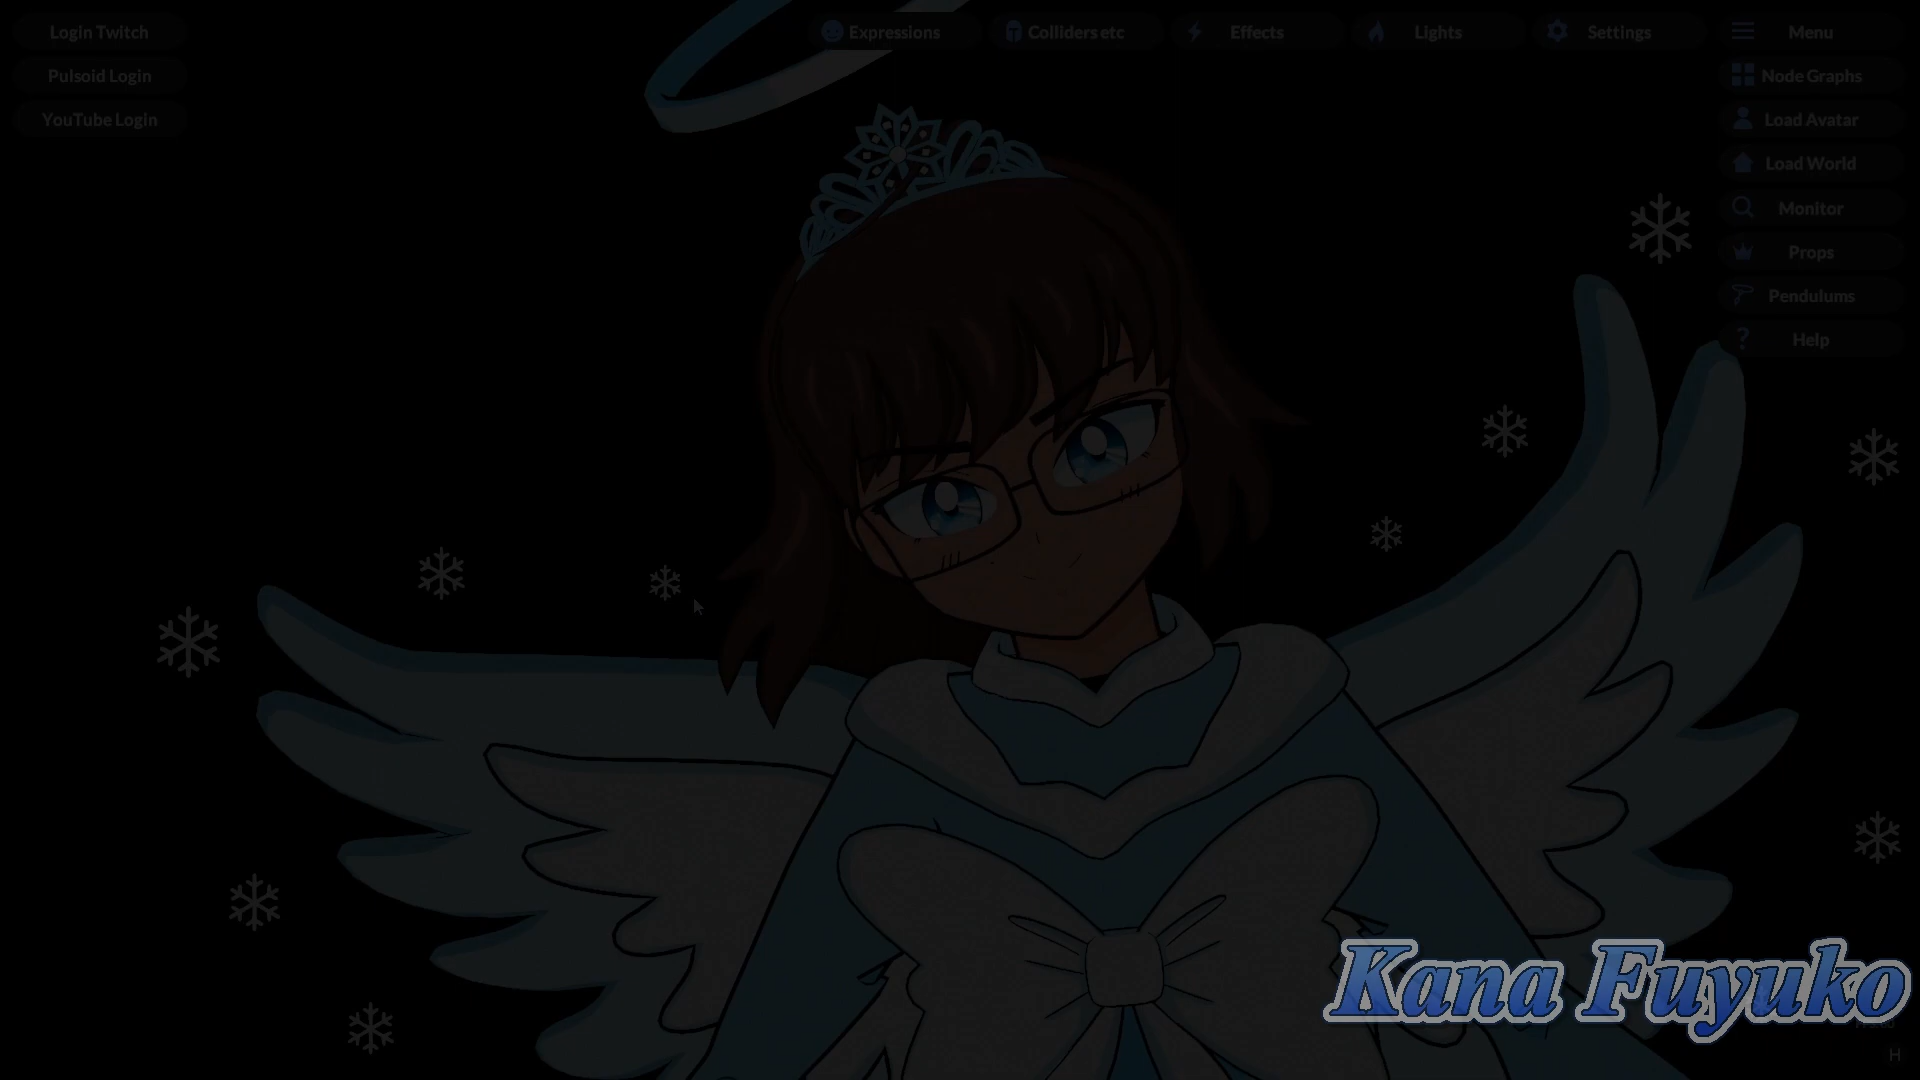 Login Twitch
Pulsoid Login
YouTube Login
Expressions
Colliders etc
Effects
Lights
Settings
Menu
Node Graphs
Load Avatar
Load World
Monitor
Props
Pendulums
Help
Kana Fuyuko
H